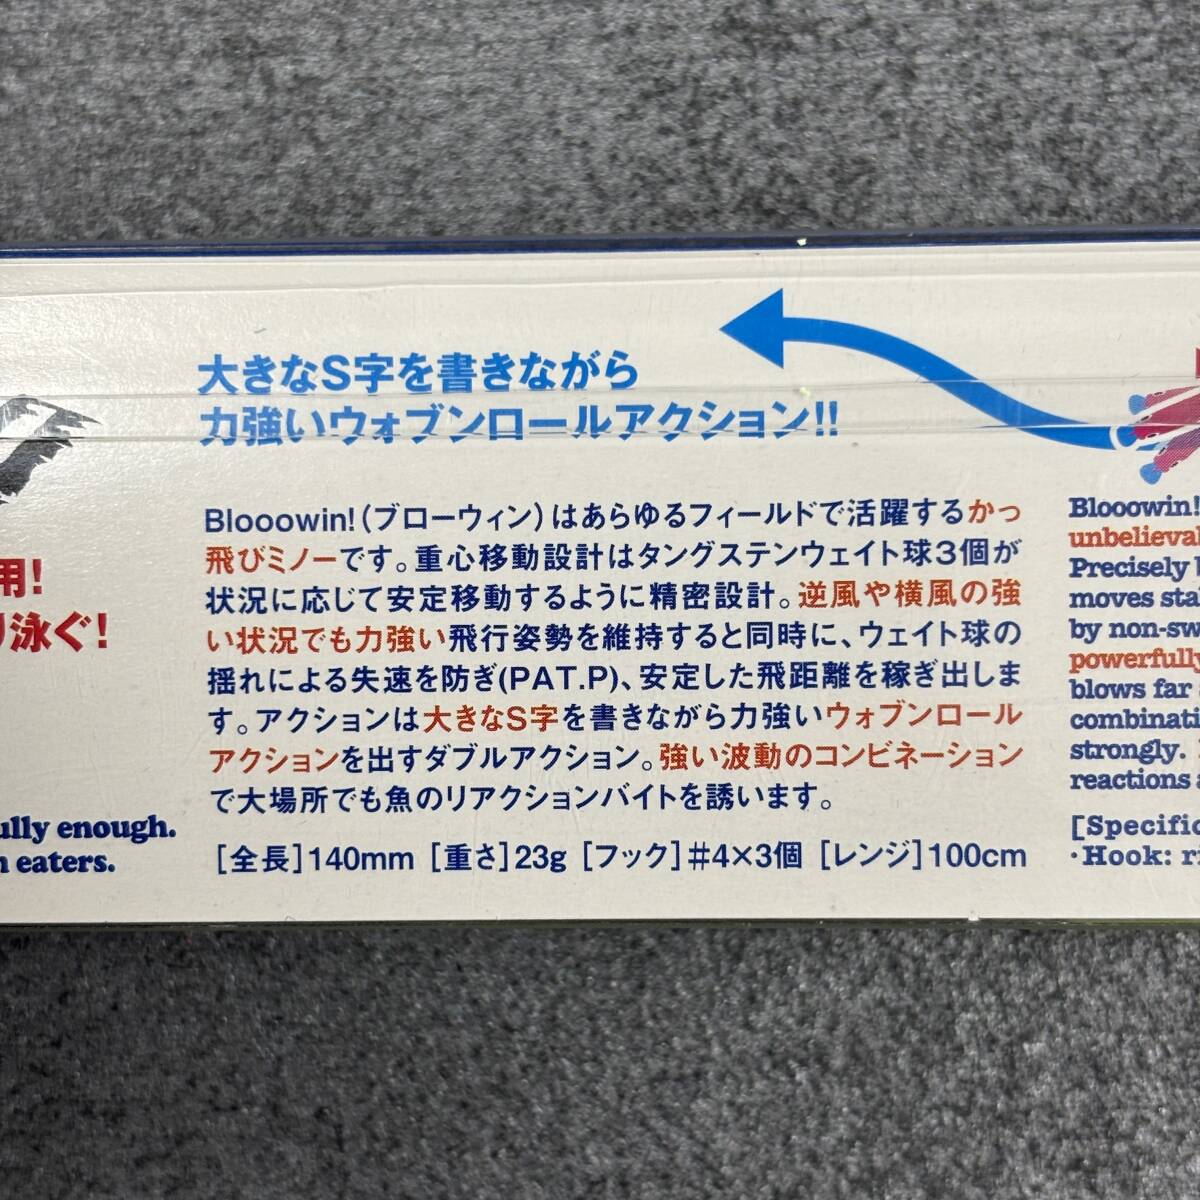 大きなS字を書きながら
力強いウォブンロールアクション!!
用!
泳ぐ!
ully enough.
eaters.
Blooowin!(ブローウィン)はあらゆるフィールドで活躍するかっ
飛びミノーです。重心移動設計はタングステンウェイト球3個が
状況に応じて安定移動するように精密設計。逆風や横風の強
い状況でも力強い飛行姿勢を維持すると同時に、ウェイト球の
揺れによる失速を防ぎ(PAT.P)、安定した飛距離を稼ぎ出しま
す。アクションは大きなS字を書きながら力強いウォブンロール
アクションを出すダブルアクション。強い波動のコンビネーション
で大場所でも魚のリアクションバイトを誘います。
[全長]140mm [重さ]23g [フック]#4×3個 [レンジ]100cm
Blooowin!
unbelieva
Precisely
moves sta
by non-sw
powerfully
blows far
combinati
strongly.
reactions
[Specific
・Hook: ri